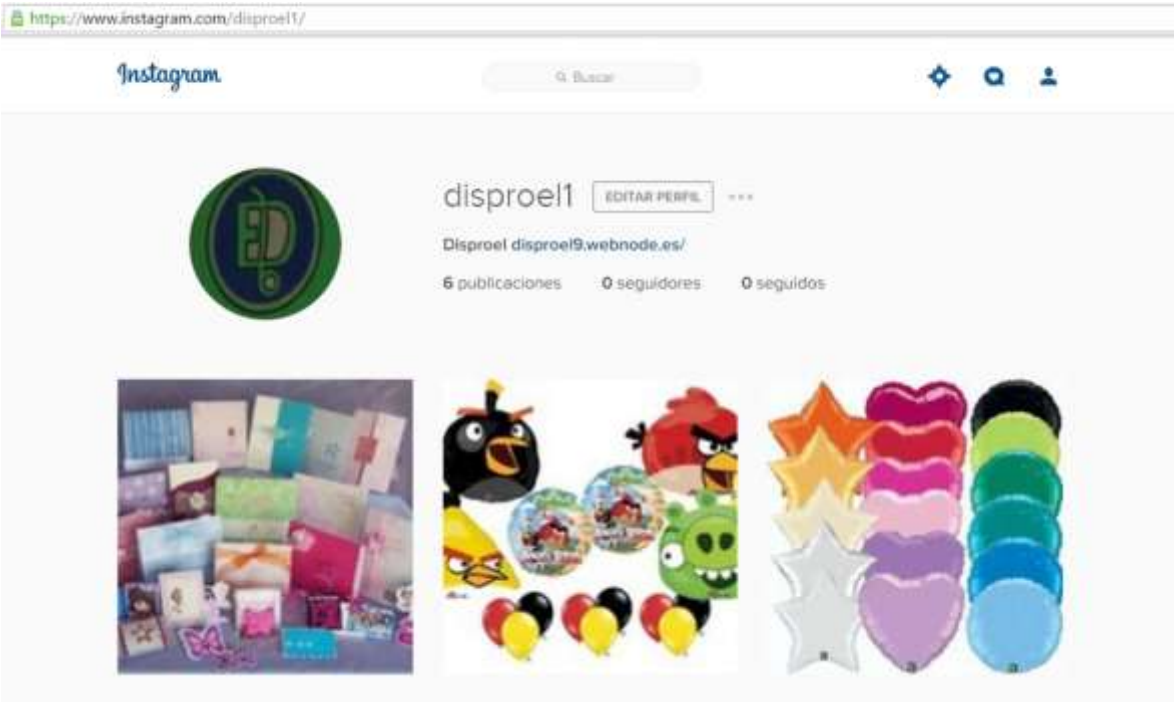 https://www.instagram.com/disproel1/
Instagram
Buscar
disproel1 EDITAR PERFIL
Disproel disproel9.webnode.es/
6 publicaciones 0 seguidores 0 seguidos